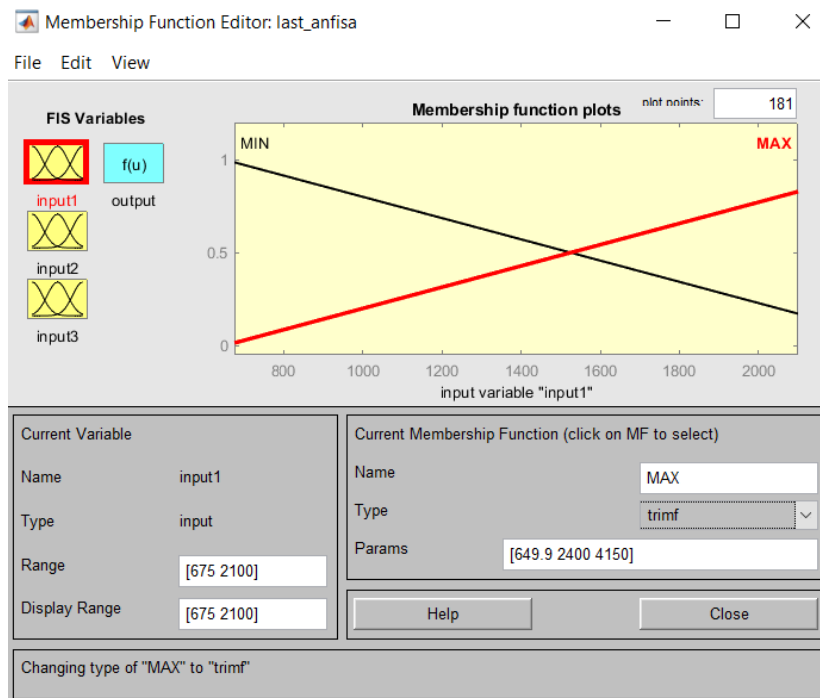 Membership Function Editor: last_anfisa
File Edit View
FIS Variables
Membership function plots
plot points:
181
f(u)
input1
output
input2
input3
MIN
MAX
1
0.5
0
800 1000 1200 1400 1600 1800 2000
input variable "input1"
Current Variable
Name input1
Type input
Range [675 2100]
Display Range [675 2100]
Current Membership Function (click on MF to select)
Name MAX
Type trimf
Params [649.9 2400 4150]
Help Close
Changing type of "MAX" to "trimf"